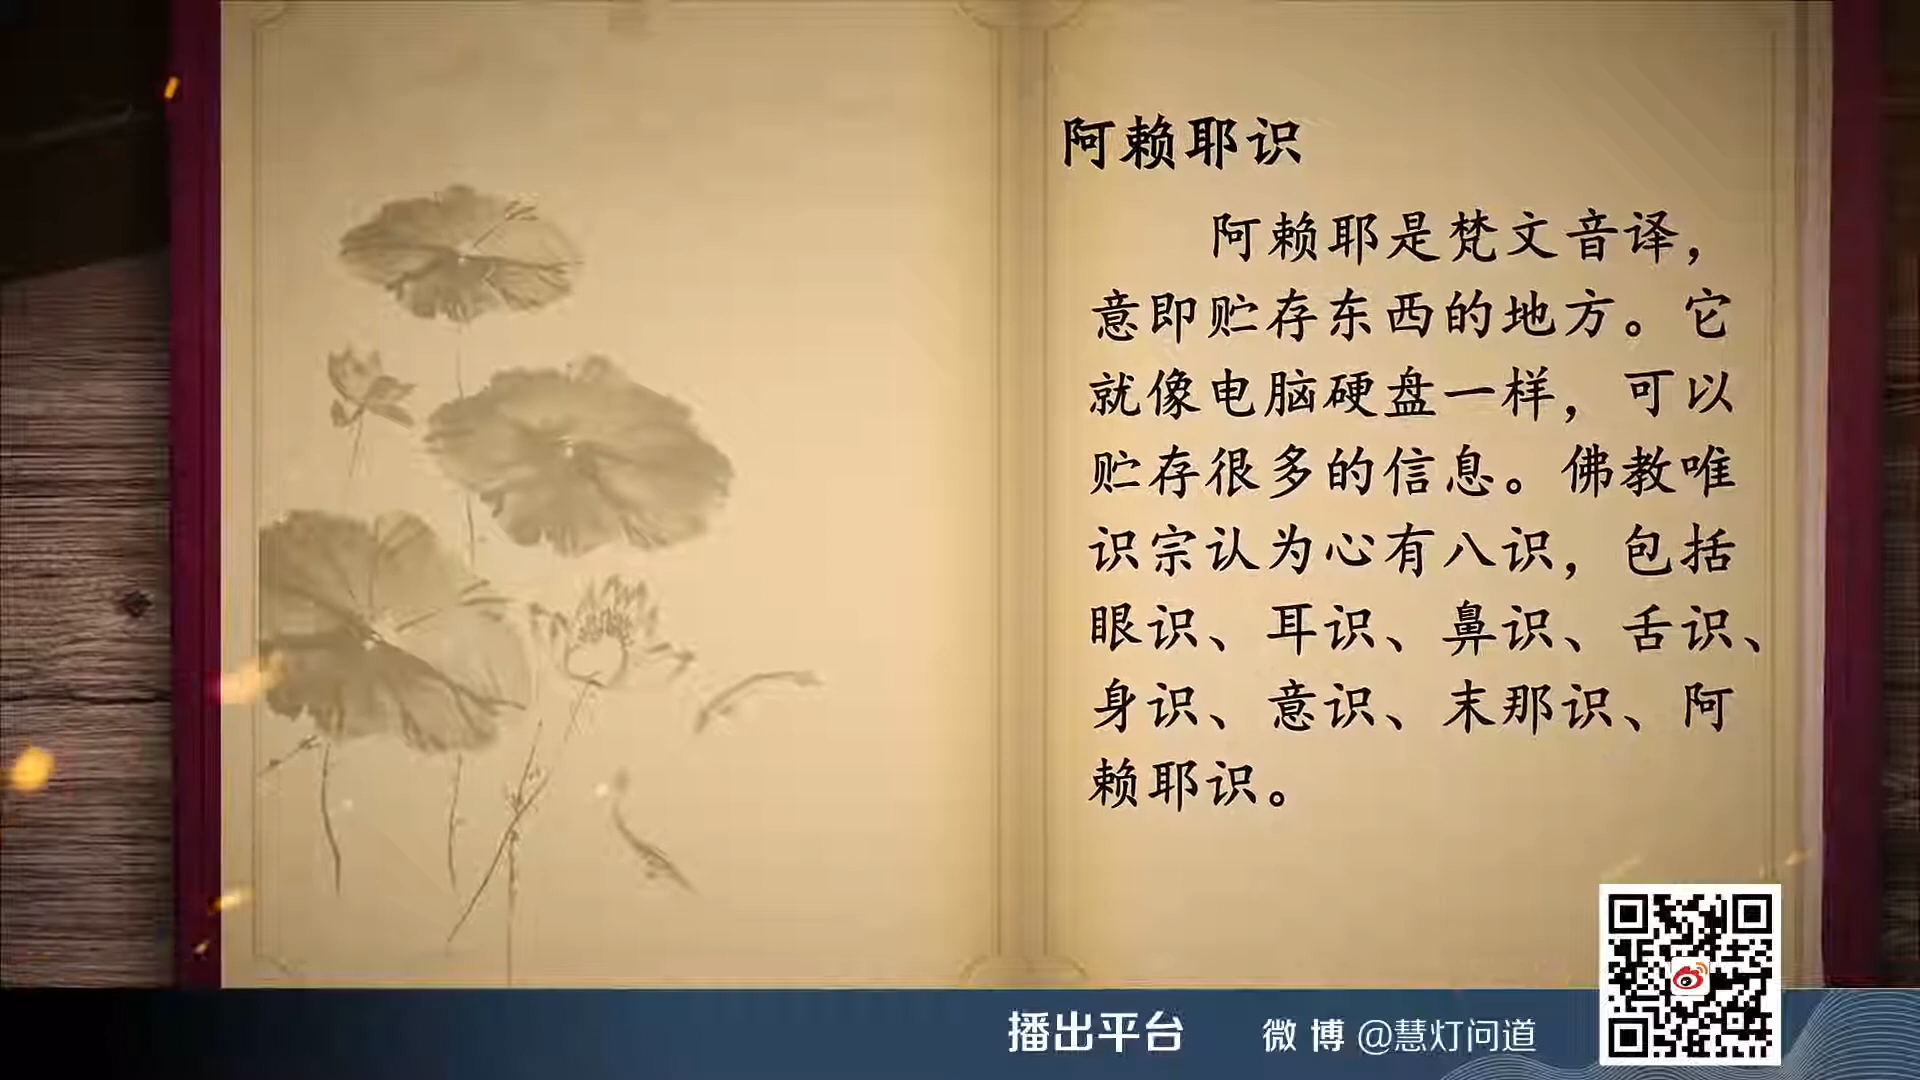 阿赖耶识
阿赖耶是梵文音译，
意即贮存东西的地方。它
就像电脑硬盘一样，可以
贮存很多的信息。佛教唯
识宗认为心有八识，包括
眼识、耳识、鼻识、舌识、
身识、意识、末那识、阿
赖耶识。
播出平台 微博@慧灯问道